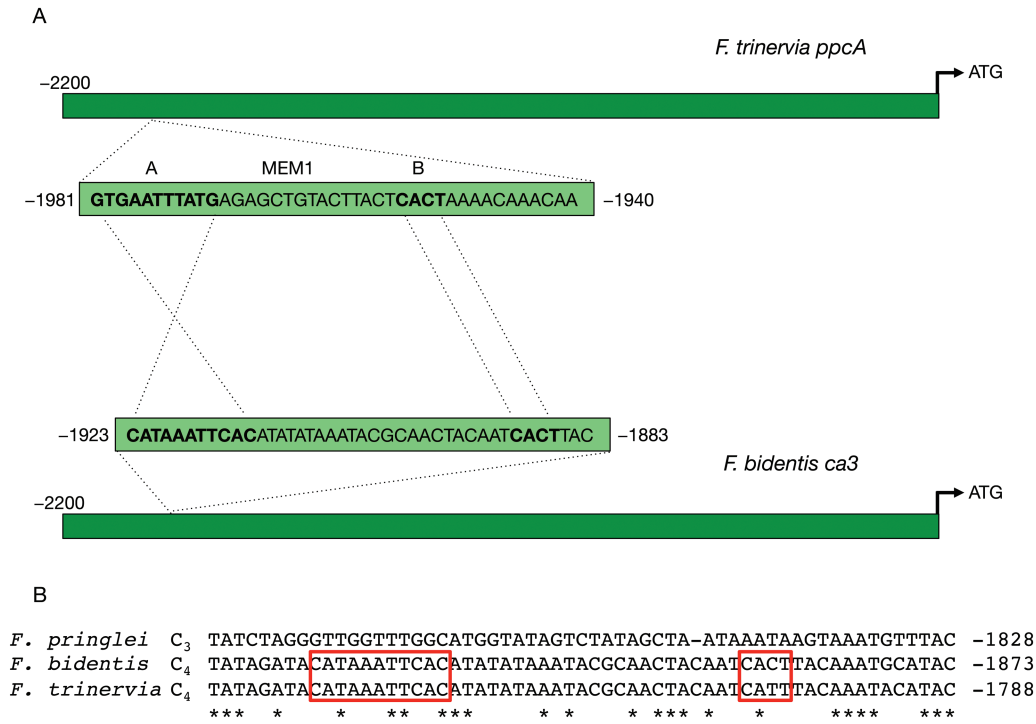 A
F. trinervia ppcA
−2200
ATG
A MEM1 B
−1981 GTGAATTTATGAGAGCTGTACTTACTCACTAAAACAAACAA −1940
−1923 CATAAATTCACATATATAAATACGCAACTACAATCACTTAC −1883
F. bidentis ca3
−2200
ATG
B
F. pringlei C3 TATCTAGGGTTGGTTTGGCATGGTATAGTCTATAGCTA-ATAAATAAGTAAATGTTTAC −1828
F. bidentis C4 TATAGATACATAAATTCACATATATAAATACGCAACTACAATCACTTACAAATGCATAC −1873
F. trinervia C4 TATAGATACATAAATTCACATATATAAATACGCAACTACAATCATTTACAAATACATAC −1788
*** * * ** *** * * * *** * * **** ***